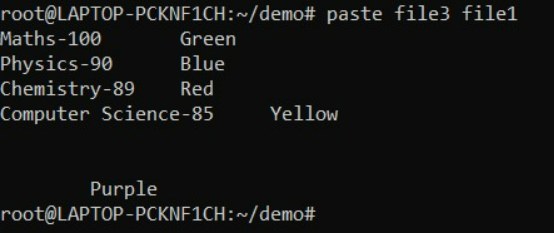 root@LAPTOP-PCKNF1CH:~/demo# paste file3 file1
Maths-100 Green
Physics-90 Blue
Chemistry-89 Red
Computer Science-85 Yellow
Purple
root@LAPTOP-PCKNF1CH:~/demo#